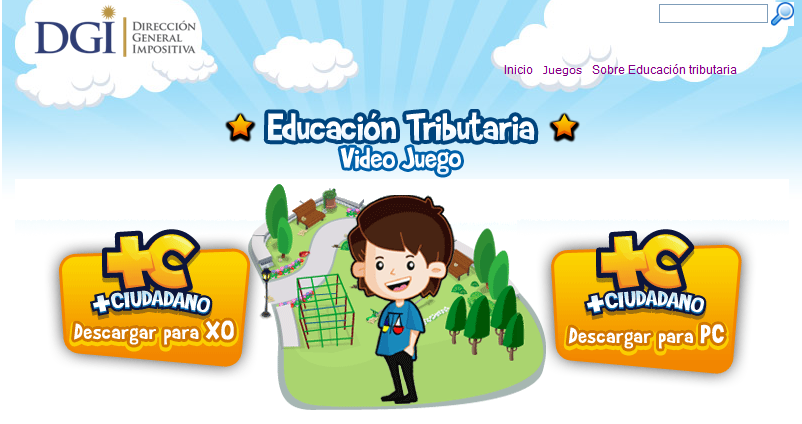 DGI
DIRECCIÓN
GENERAL
IMPOSITIVA
Inicio Juegos Sobre Educación tributaria
Educación Tributaria
Video Juego
+C
+CIUDADANO
Descargar para XO
+C
+CIUDADANO
Descargar para PC